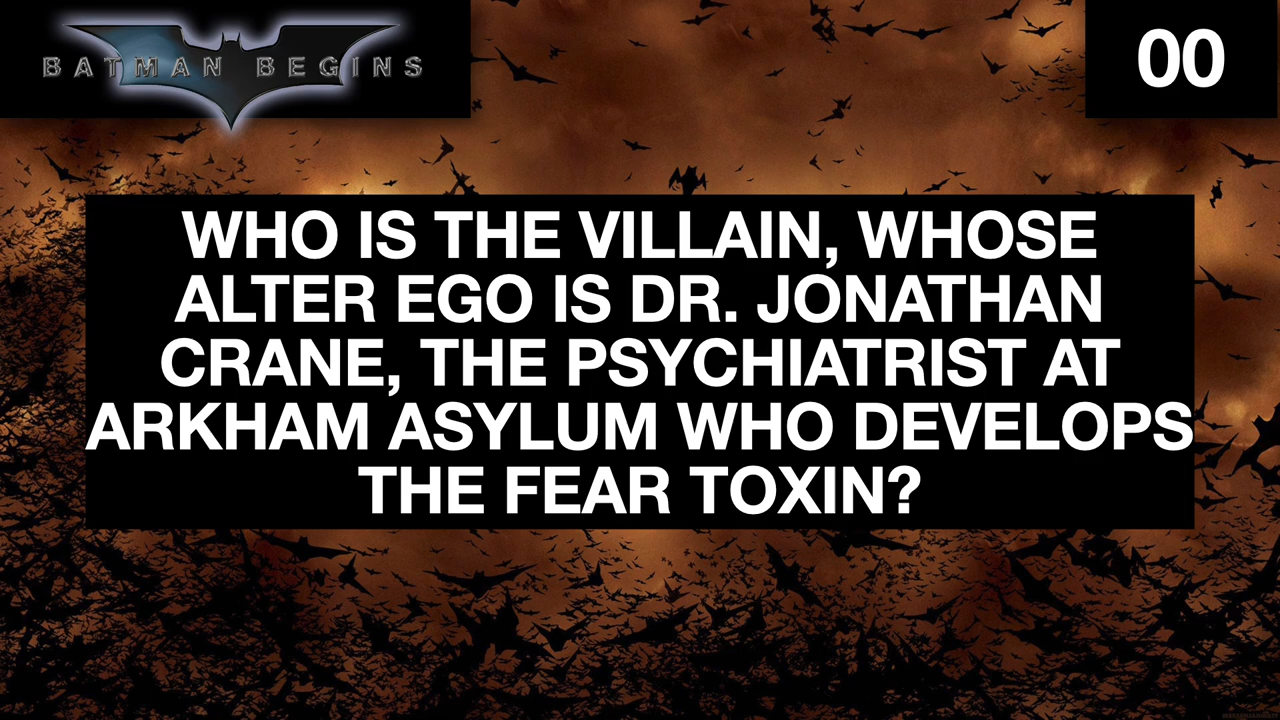 BATMAN BEGINS
00
WHO IS THE VILLAIN, WHOSE
ALTER EGO IS DR. JONATHAN
CRANE, THE PSYCHIATRIST AT
ARKHAM ASYLUM WHO DEVELOPS
THE FEAR TOXIN?